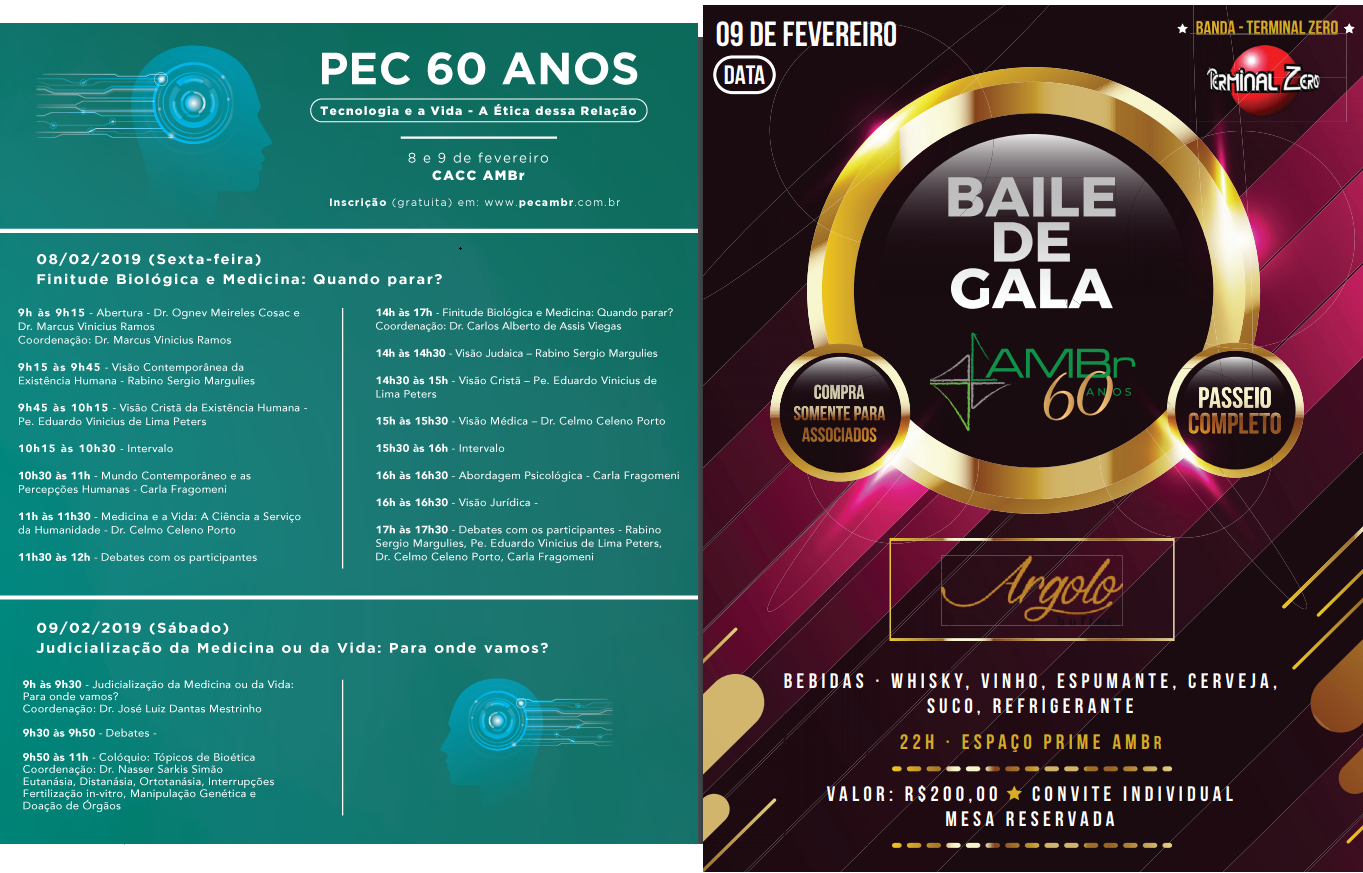 PEC 60 ANOS
Tecnologia e a Vida - A Ética dessa Relação
8 e 9 de fevereiro
CACC AMBr
Inscrição (gratuita) em: www.pecambr.com.br
08/02/2019 (Sexta-feira)
Finitude Biológica e Medicina: Quando parar?
9h às 9h15 - Abertura - Dr. Ognev Meireles Cosac e
Dr. Marcus Vinicius Ramos
Coordenação: Dr. Marcus Vinicius Ramos
9h15 às 9h45 - Visão Contemporânea da
Existência Humana - Rabino Sergio Margulies
9h45 às 10h15 - Visão Cristã da Existência Humana -
Pe. Eduardo Vinicius de Lima Peters
10h15 às 10h30 - Intervalo
10h30 às 11h - Mundo Contemporâneo e as
Percepções Humanas - Carla Fragomeni
11h às 11h30 - Medicina e a Vida: A Ciência a Serviço
da Humanidade - Dr. Celmo Celeno Porto
11h30 às 12h - Debates com os participantes
14h às 17h - Finitude Biológica e Medicina: Quando parar?
Coordenação: Dr. Carlos Alberto de Assis Viegas
14h às 14h30 - Visão Judaica – Rabino Sergio Margulies
14h30 às 15h - Visão Cristã – Pe. Eduardo Vinicius de
Lima Peters
15h às 15h30 - Visão Médica – Dr. Celmo Celeno Porto
15h30 às 16h - Intervalo
16h às 16h30 - Abordagem Psicológica - Carla Fragomeni
16h às 16h30 - Visão Jurídica -
17h às 17h30 - Debates com os participantes - Rabino
Sergio Margulies, Pe. Eduardo Vinicius de Lima Peters,
Dr. Celmo Celeno Porto, Carla Fragomeni
09/02/2019 (Sábado)
Judicialização da Medicina ou da Vida: Para onde vamos?
9h às 9h30 - Judicialização da Medicina ou da Vida:
Para onde vamos?
Coordenação: Dr. José Luiz Dantas Mestrinho
9h30 às 9h50 - Debates -
9h50 às 11h - Colóquio: Tópicos de Bioética
Coordenação: Dr. Nasser Sarkis Simão
Eutanásia, Distanásia, Ortotanásia, Interrupções
Fertilização in-vitro, Manipulação Genética e
Doação de Órgãos
09 DE FEVEREIRO
DATA
BANDA - TERMINAL ZERO
TERMINAL ZERO
BAILE
DE
GALA
AMBr
60 ANOS
COMPRA
SOMENTE PARA
ASSOCIADOS
PASSEIO
COMPLETO
Argolo
BEBIDAS · WHISKY, VINHO, ESPUMANTE, CERVEJA,
SUCO, REFRIGERANTE
22H · ESPAÇO PRIME AMBr
VALOR: R$200,00 ★ CONVITE INDIVIDUAL
MESA RESERVADA